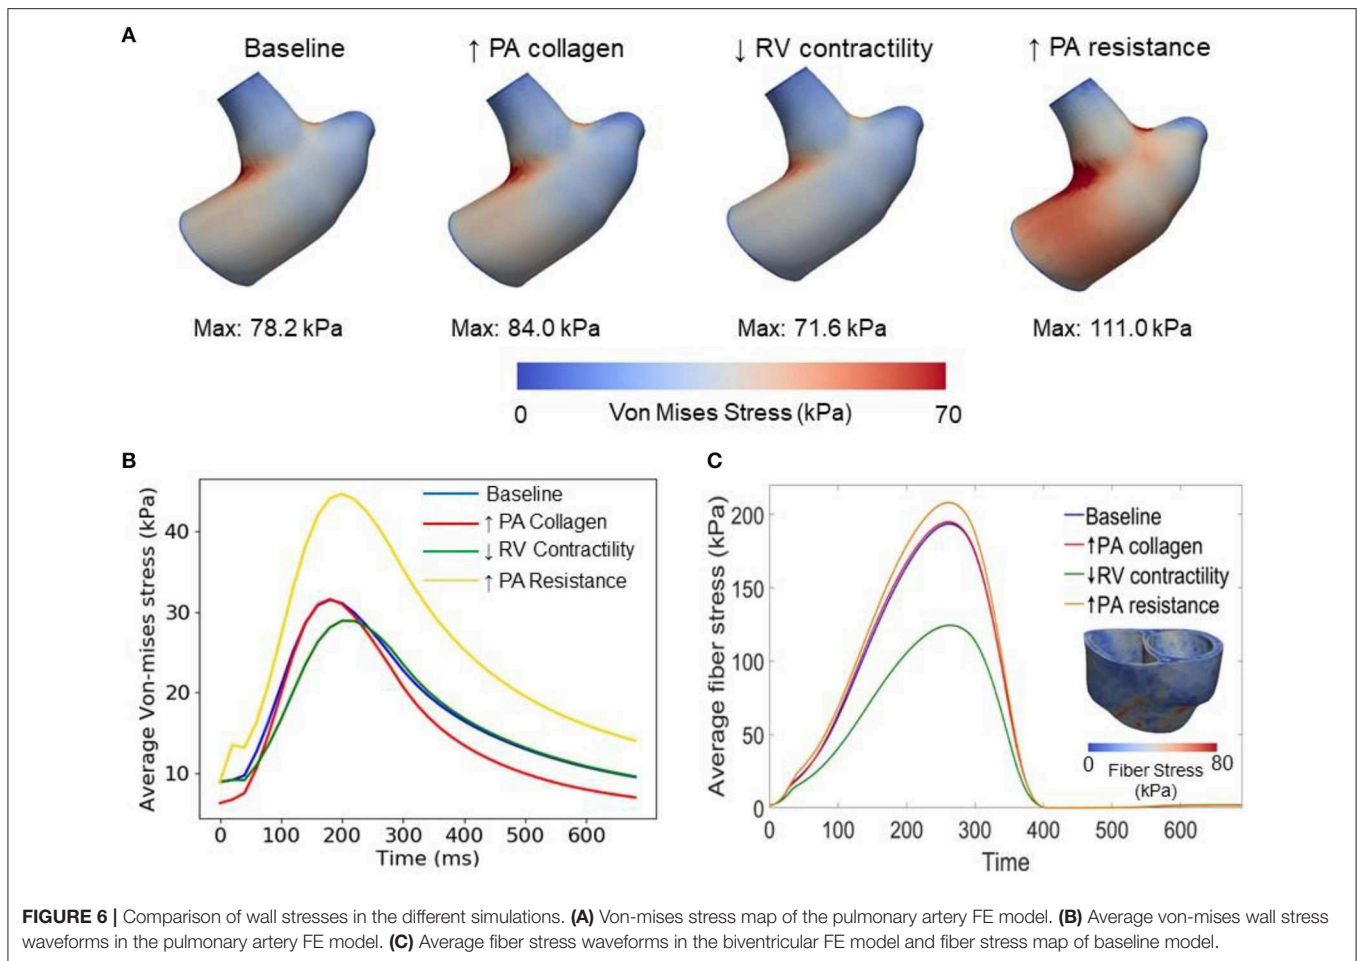 A
Baseline
↑ PA collagen
↓ RV contractility
↑ PA resistance
Max: 78.2 kPa
Max: 84.0 kPa
Max: 71.6 kPa
Max: 111.0 kPa
0
Von Mises Stress (kPa)
70
B
Average Von-mises stress (kPa)
40
30
20
10
0 100 200 300 400 500 600
Time (ms)
Baseline
↑ PA Collagen
↓ RV Contractility
↑ PA Resistance
C
Average fiber stress (kPa)
200
150
100
50
0
0 100 200 300 400 500 600
Time
Baseline
↑PA collagen
↓RV contractility
↑PA resistance
0
Fiber Stress
80
(kPa)
FIGURE 6 | Comparison of wall stresses in the different simulations. (A) Von-mises stress map of the pulmonary artery FE model. (B) Average von-mises wall stress
waveforms in the pulmonary artery FE model. (C) Average fiber stress waveforms in the biventricular FE model and fiber stress map of baseline model.